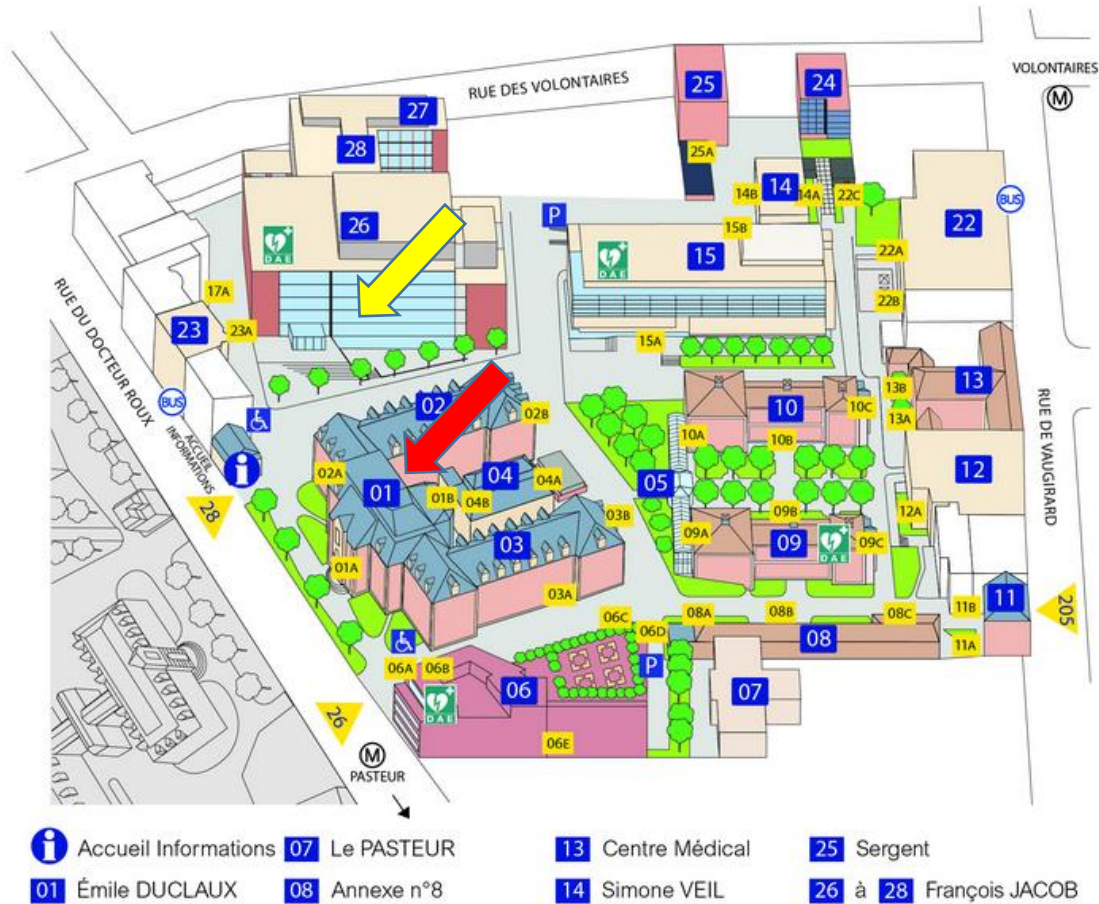 RUE DES VOLONTAIRES
25
24
VOLONTAIRES
M
27
28
25A
14B
14
14A
22C
BUS
P
15B
22
26
DAE
DAE
15
22A
22B
17A
RUE DU DOCTEUR ROUX
23
23A
15A
BUS
ACCUEIL
INFORMATIONS
i
28
02
02B
10
10C
13B
13
13A
RUE DE VAUGIRARD
10A
10B
02A
01
01B
04B
04
04A
05
12
03B
09A
09B
09
DAE
09C
12A
03
01A
03A
11B
11
205
06C
06D
08A
08B
08C
08
11A
06A
06B
DAE
06
P
07
06E
26
M
PASTEUR
i Accueil Informations
07 Le PASTEUR
13 Centre Médical
25 Sergent
01 Émile DUCLAUX
08 Annexe n°8
14 Simone VEIL
26 à 28 François JACOB